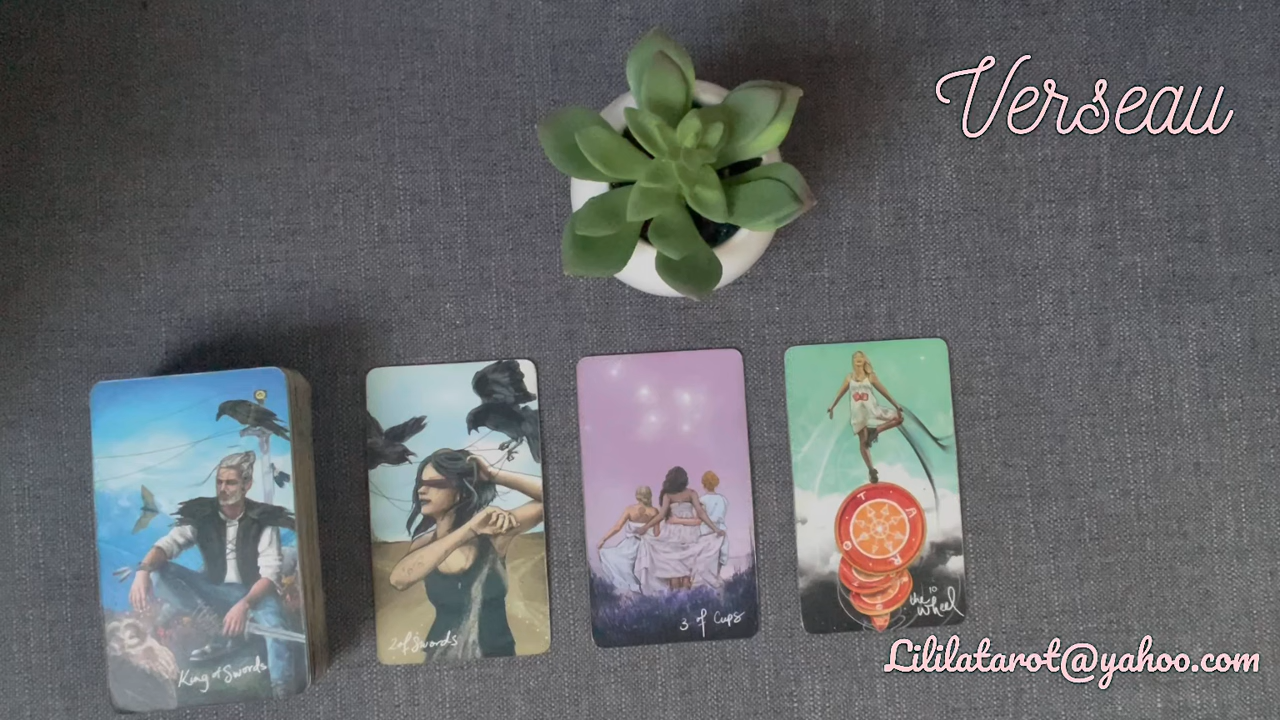 Verseau
King of Swords
2 of Swords
3 of Cups
10
the Wheel
Lililatarot@yahoo.com